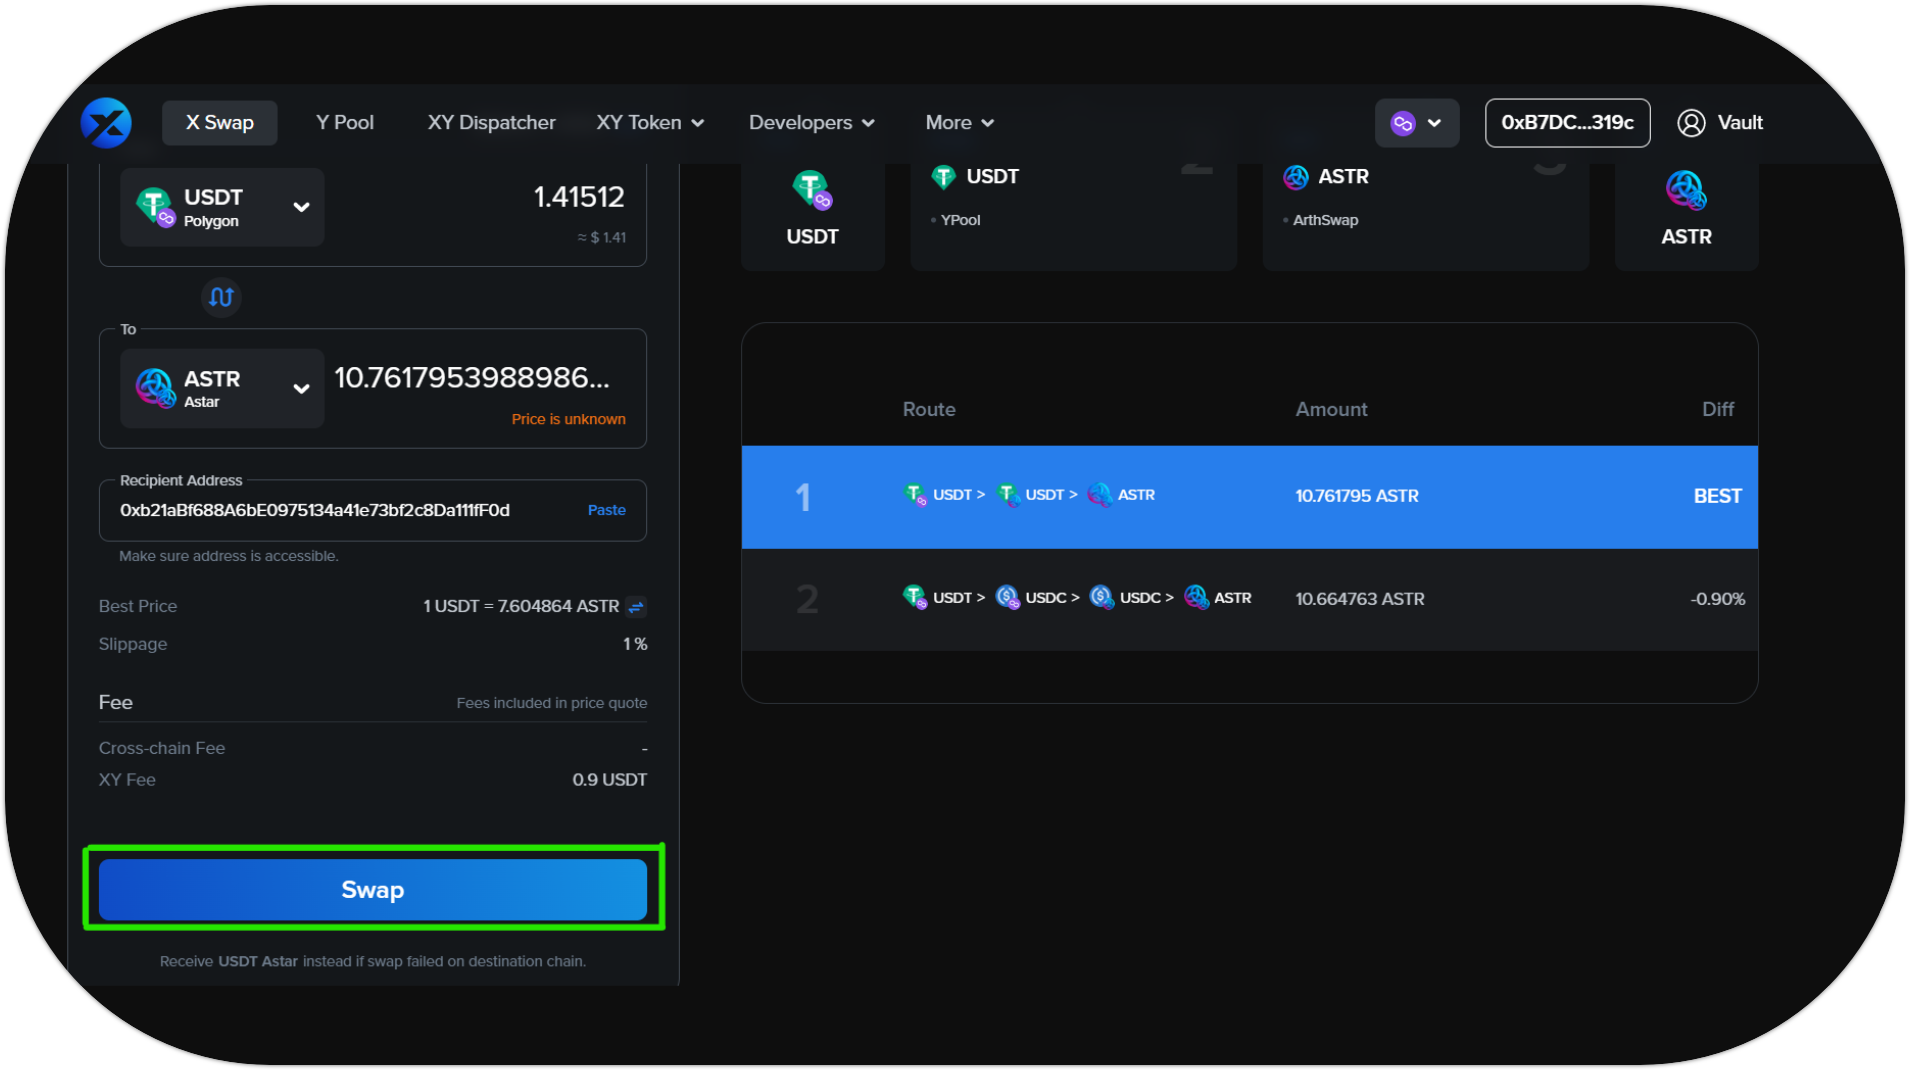 X Swap
Y Pool
XY Dispatcher
XY Token
Developers
More
0xB7DC...319c
Vault
USDT
Polygon
1.41512
≈ $ 1.41
To
ASTR
Astar
10.7617953988986...
Price is unknown
Recipient Address
0xb21aBf688A6bE0975134a41e73bf2c8Da111fF0d
Paste
Make sure address is accessible.
Best Price
1 USDT = 7.604864 ASTR
Slippage
1 %
Fee
Fees included in price quote
Cross-chain Fee
-
XY Fee
0.9 USDT
Swap
Receive USDT Astar instead if swap failed on destination chain.
USDT
2
USDT
• YPool
3
ASTR
• ArthSwap
ASTR
Route Amount Diff
1 USDT > USDT > ASTR 10.761795 ASTR BEST
2 USDT > USDC > USDC > ASTR 10.664763 ASTR -0.90%